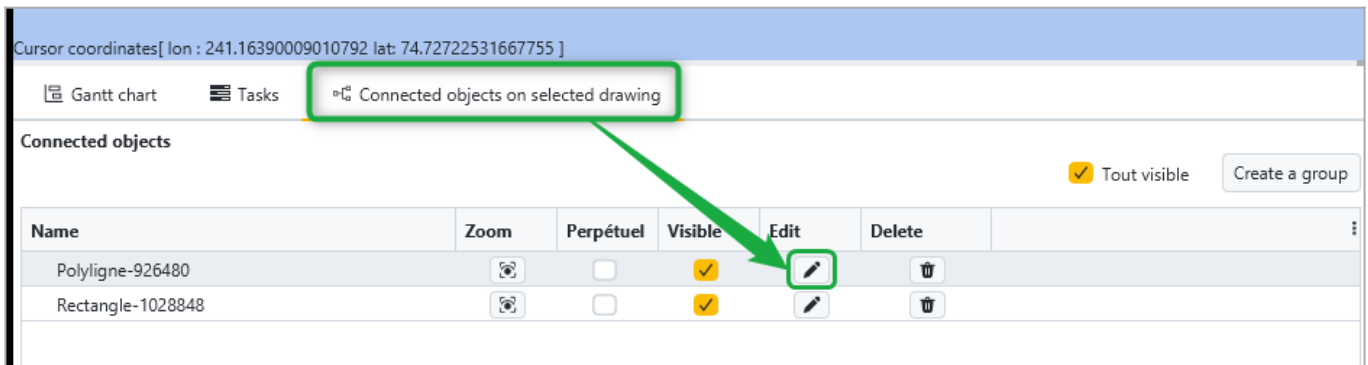 Cursor coordinates[ lon : 241.16390009010792 lat: 74.72722531667755 ]
Gantt chart Tasks Connected objects on selected drawing
Connected objects
Tout visible Create a group
Name Zoom Perpétuel Visible Edit Delete
Polyligne-926480
Rectangle-1028848